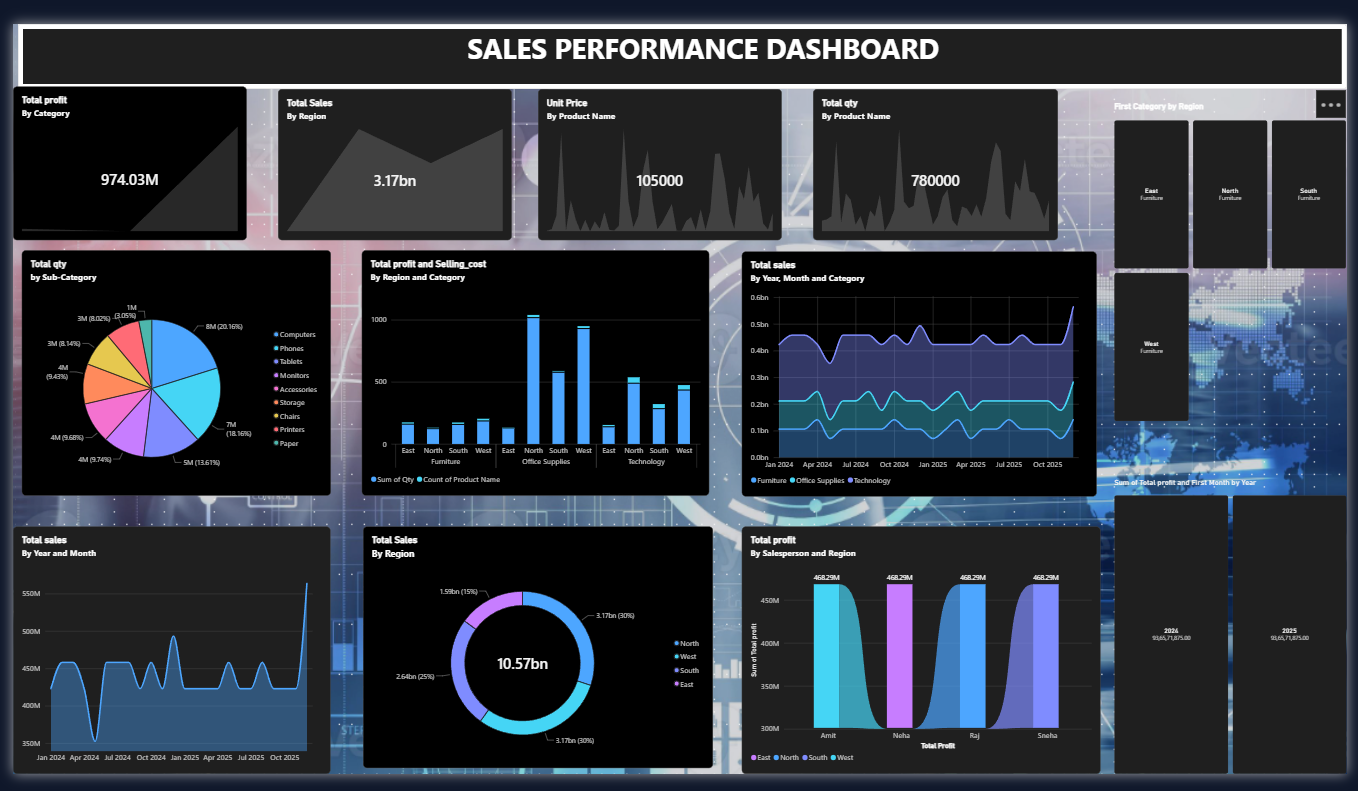 SALES PERFORMANCE DASHBOARD
Total profit
By Category
974.03M
Total Sales
By Region
3.17bn
Unit Price
By Product Name
105000
Total qty
By Product Name
780000
First Category by Region
East
Furniture
North
Furniture
South
Furniture
West
Furniture
Total qty
by Sub-Category
1M
(3.05%)
3M (8.02%)
3M (8.14%)
4M
(9.43%)
4M (9.68%)
4M (9.74%)
5M (13.61%)
7M
(18.16%)
8M (20.16%)
Computers
Phones
Tablets
Monitors
Accessories
Storage
Chairs
Printers
Paper
Total profit and Selling_cost
By Region and Category
1000
500
0
East North South West East North South West East North South West
Furniture Office Supplies Technology
Sum of Qty Count of Product Name
Total sales
By Year, Month and Category
0.6bn
0.5bn
0.4bn
0.3bn
0.2bn
0.1bn
0.0bn
Jan 2024 Apr 2024 Jul 2024 Oct 2024 Jan 2025 Apr 2025 Jul 2025 Oct 2025
Furniture Office Supplies Technology
Sum of Total profit and First Month by Year
2024
93,65,71,875.00
2025
93,65,71,875.00
Total Sales
By Year and Month
550M
500M
450M
400M
350M
Jan 2024 Apr 2024 Jul 2024 Oct 2024 Jan 2025 Apr 2025 Jul 2025 Oct 2025
Total Sales
By Region
1.59bn (15%)
3.17bn (30%)
2.64bn (25%)
3.17bn (30%)
10.57bn
North
West
South
East
Total profit
By Salesperson and Region
468.29M 468.29M 468.29M 468.29M
450M
400M
350M
300M
Sum of Total profit
Amit Neha Raj Sneha
Total Profit
East North South West